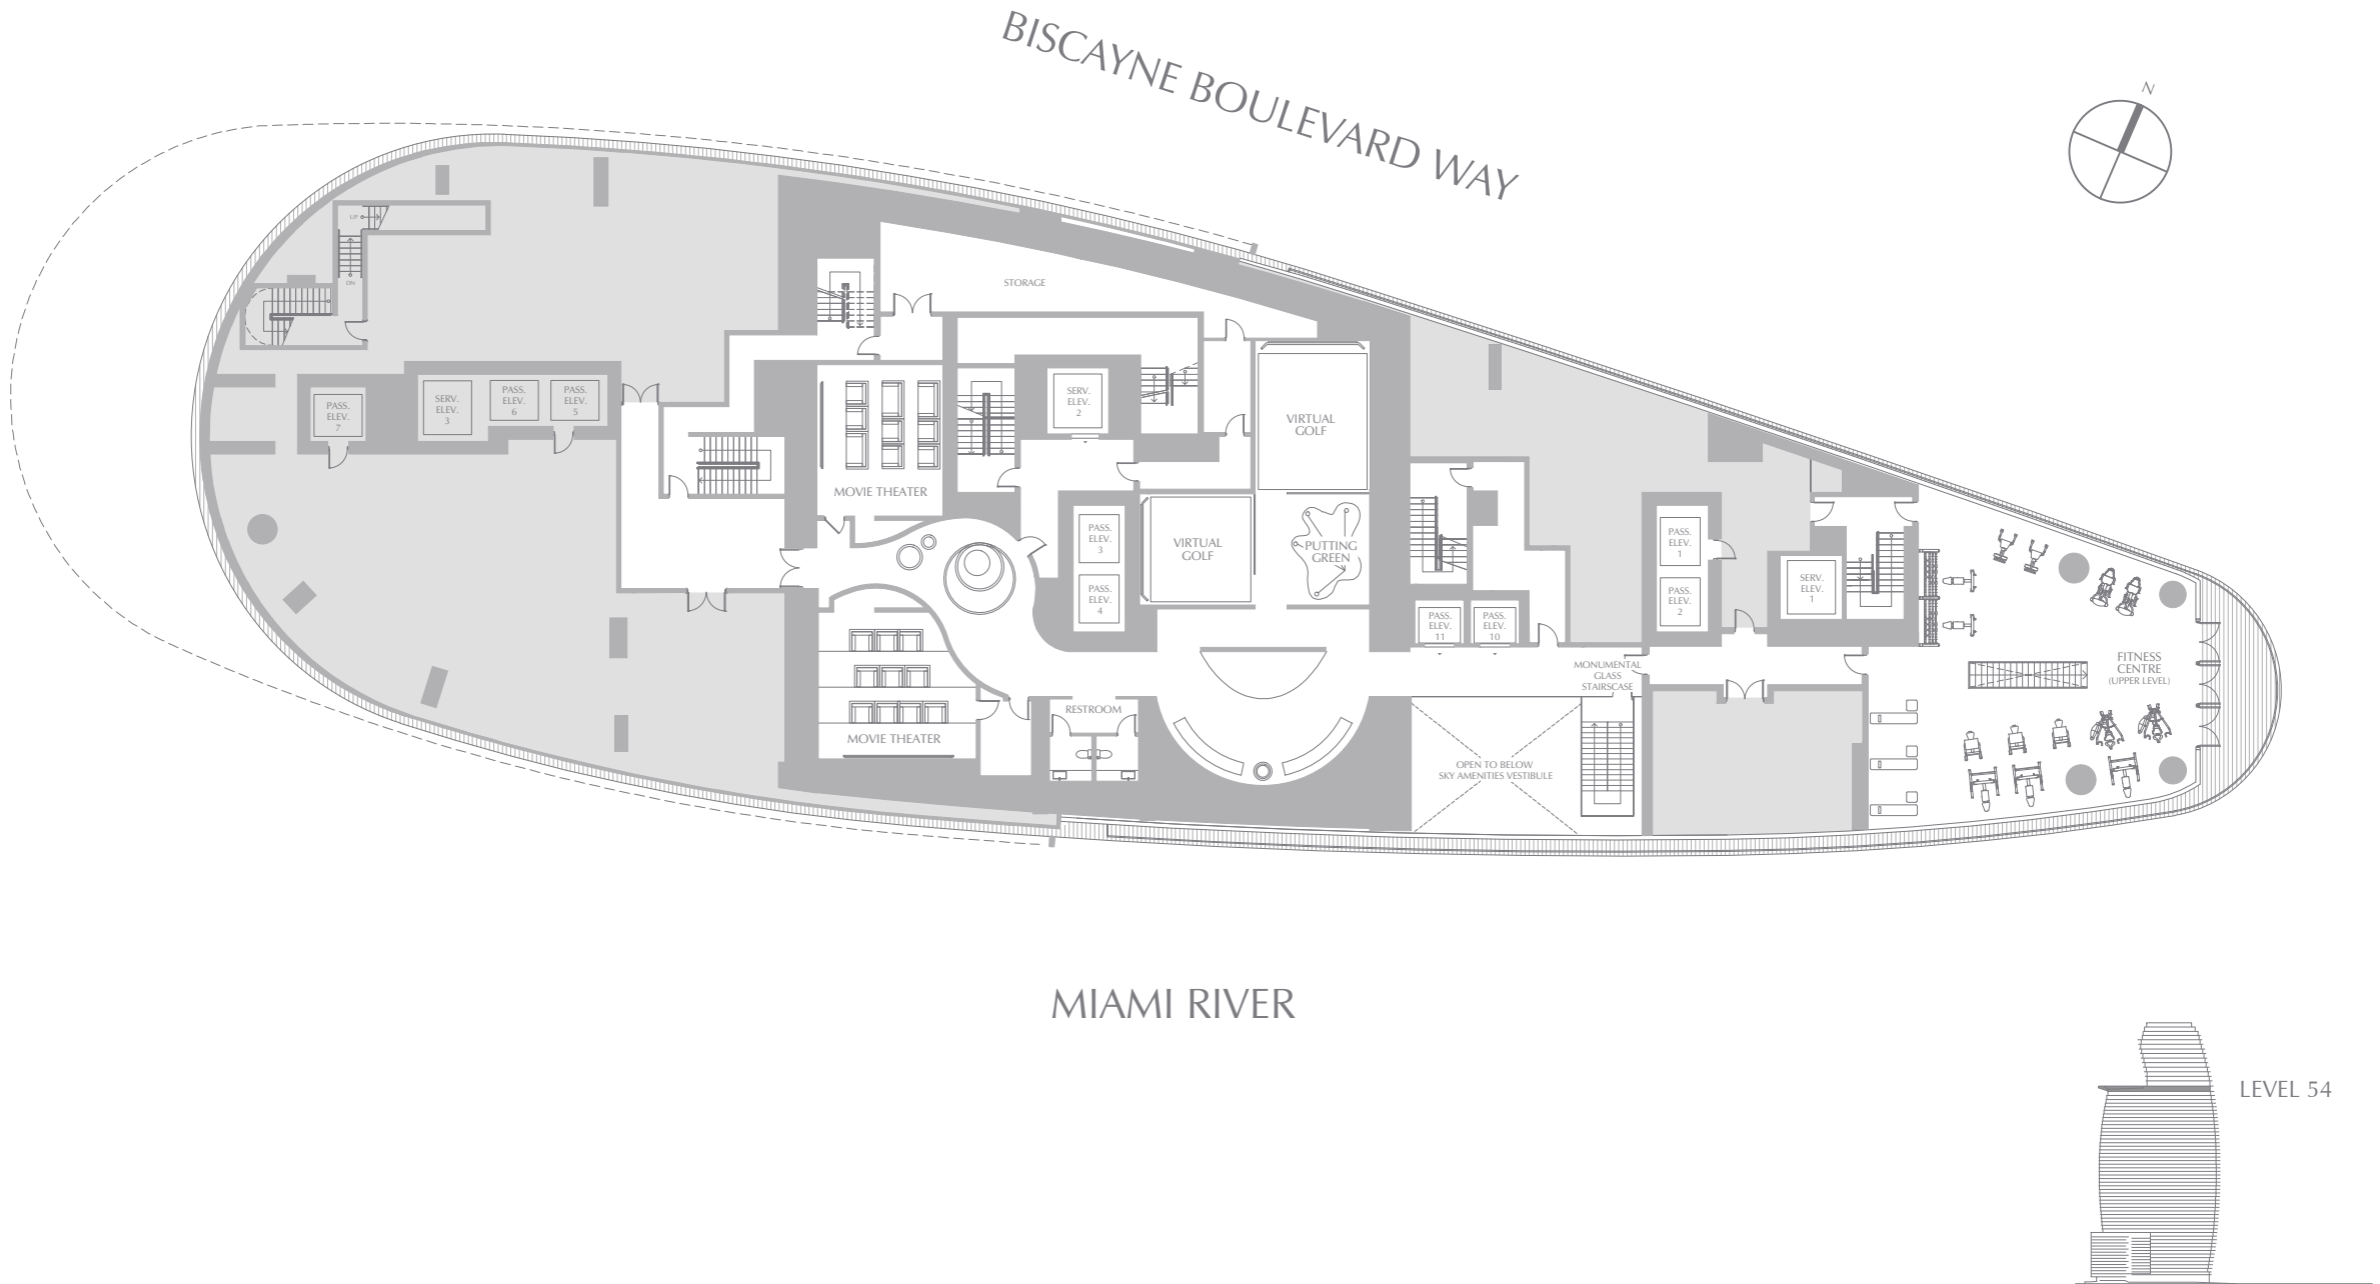 BISCAYNE BOULEVARD WAY
N
UP
DN
STORAGE
PASS.
ELEV.
7
SERV.
ELEV.
3
PASS.
ELEV.
6
PASS.
ELEV.
5
MOVIE THEATER
SERV.
ELEV.
2
VIRTUAL
GOLF
PASS.
ELEV.
3
PASS.
ELEV.
4
VIRTUAL
GOLF
PUTTING
GREEN
PASS.
ELEV.
1
PASS.
ELEV.
2
SERV.
ELEV.
1
PASS.
ELEV.
11
PASS.
ELEV.
10
MONUMENTAL
GLASS
STAIRSCASE
FITNESS
CENTRE
(UPPER LEVEL)
RESTROOM
MOVIE THEATER
OPEN TO BELOW
SKY AMENITIES VESTIBULE
MIAMI RIVER
LEVEL 54